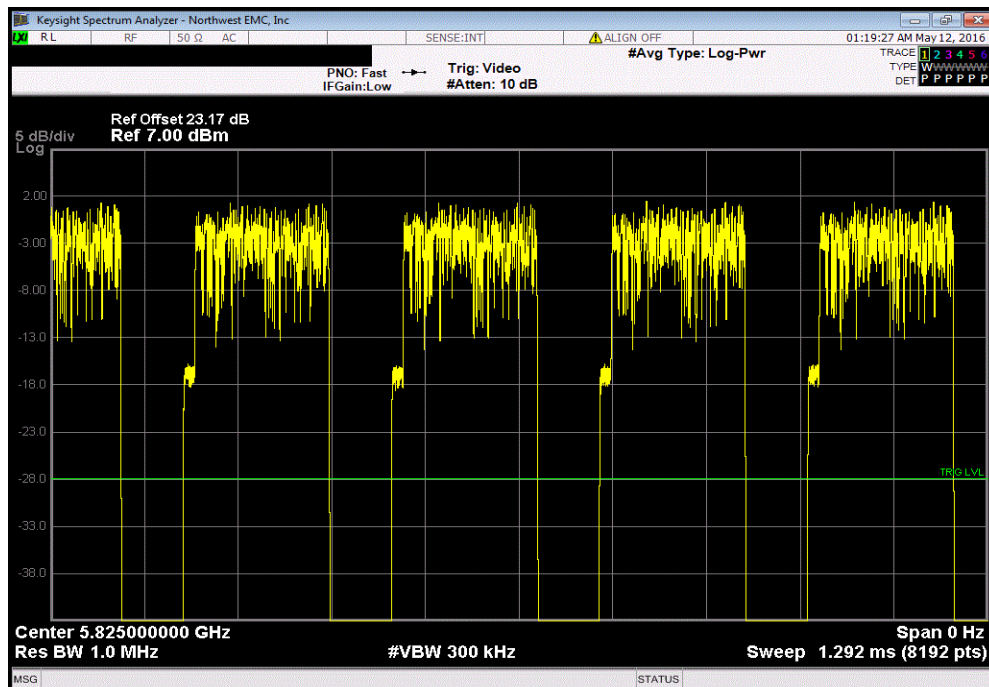 Keysight Spectrum Analyzer - Northwest EMC, Inc
LXI RL RF 50 Ω AC SENSE:INT ALIGN OFF 01:19:27 AM May 12, 2016
#Avg Type: Log-Pwr TRACE 1 2 3 4 5 6
PNO: Fast Trig: Video TYPE WWWWWW
IFGain:Low #Atten: 10 dB DET P P P P P P
Ref Offset 23.17 dB
5 dB/div Ref 7.00 dBm
Log
2.00
-3.00
-8.00
-13.0
-18.0
-23.0
TRIG LVL
-28.0
-33.0
-38.0
Center 5.825000000 GHz Span 0 Hz
Res BW 1.0 MHz #VBW 300 kHz Sweep 1.292 ms (8192 pts)
MSG STATUS